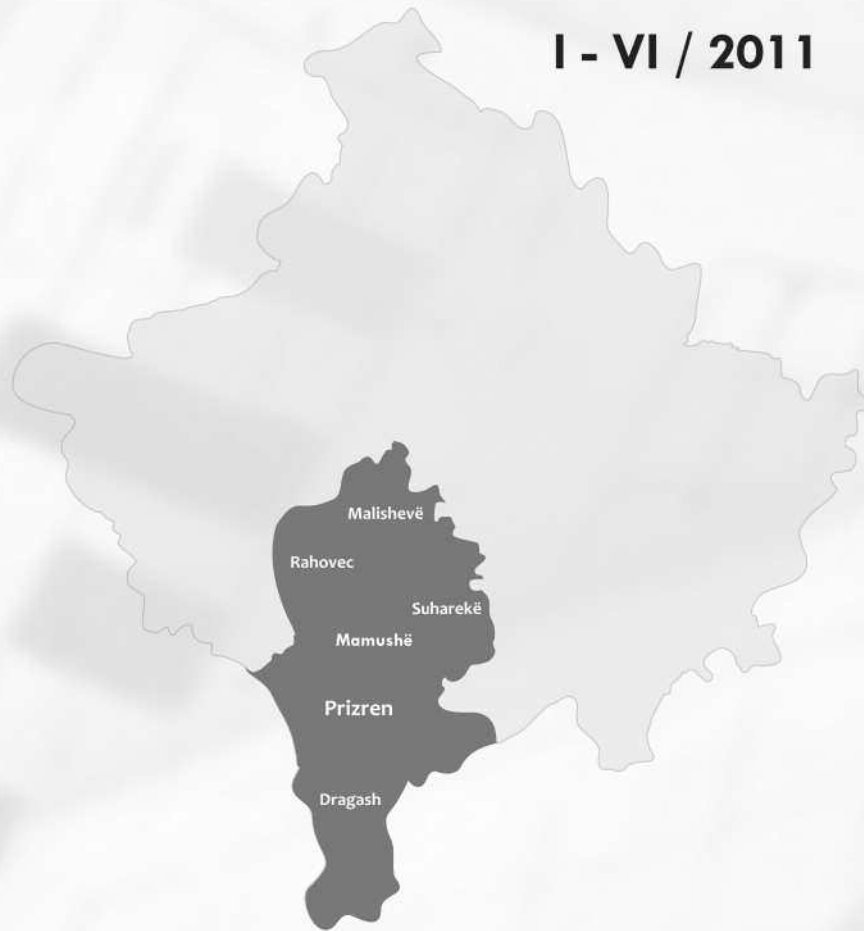 I - VI / 2011
Malishevë
Rahovec
Suharekë
Mamushë
Prizren
Dragash